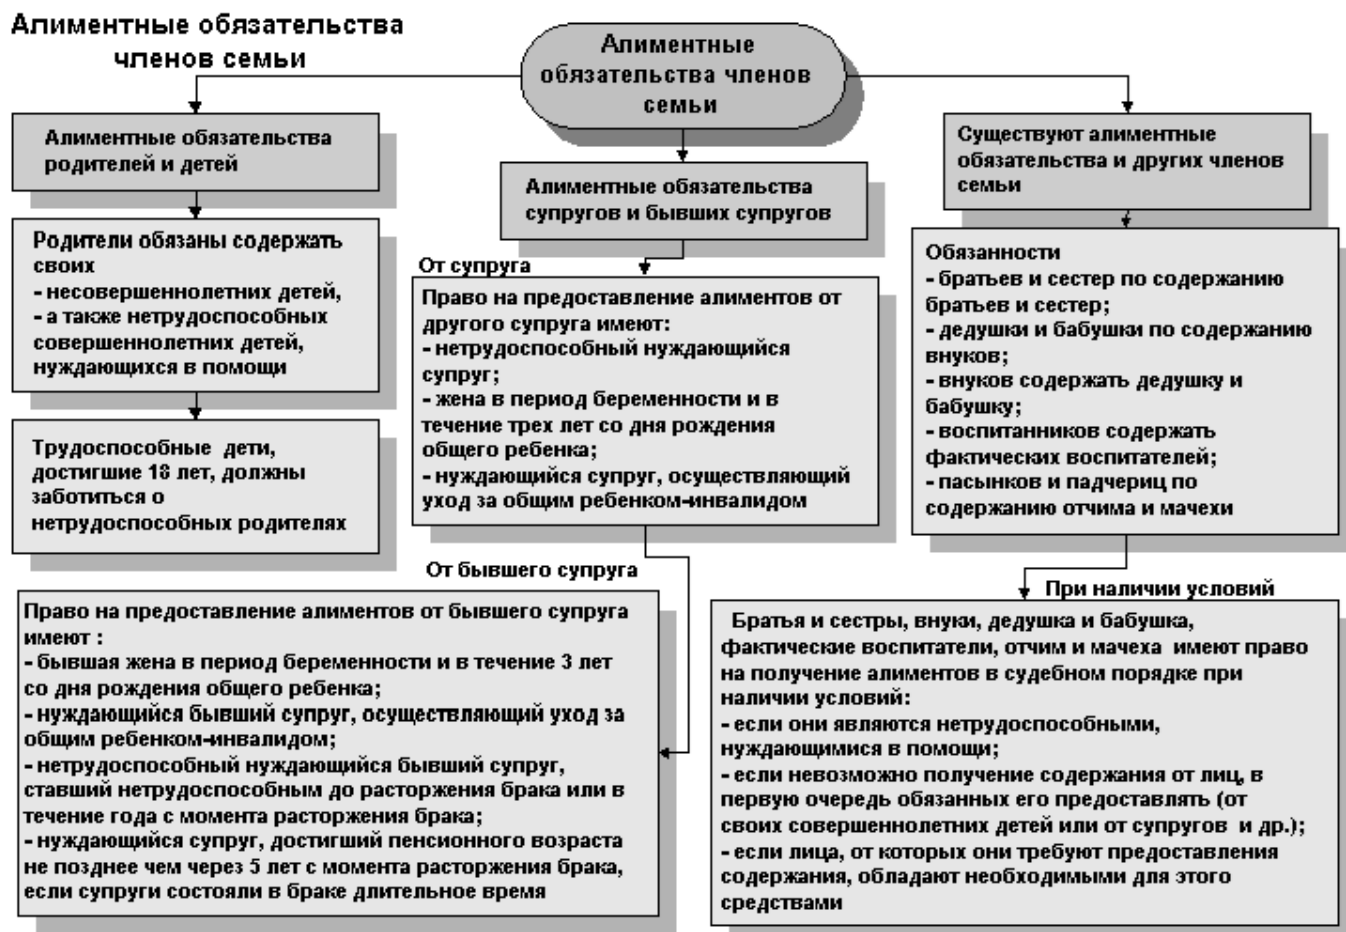 Алиментные обязательства
членов семьи
Алиментные
обязательства членов
семьи
Алиментные обязательства
родителей и детей
Родители обязаны содержать
своих
- несовершеннолетних детей,
- а также нетрудоспособных
совершеннолетних детей,
нуждающихся в помощи
Трудоспособные дети,
достигшие 18 лет, должны
заботиться о
нетрудоспособных родителях
Алиментные обязательства
супругов и бывших супругов
От супруга
Право на предоставление алиментов от
другого супруга имеют:
- нетрудоспособный нуждающийся
супруг;
- жена в период беременности и в
течение трех лет со дня рождения
общего ребенка;
- нуждающийся супруг, осуществляющий
уход за общим ребенком-инвалидом
От бывшего супруга
Право на предоставление алиментов от бывшего супруга
имеют :
- бывшая жена в период беременности и в течение 3 лет
со дня рождения общего ребенка;
- нуждающийся бывший супруг, осуществляющий уход за
общим ребенком-инвалидом;
- нетрудоспособный нуждающийся бывший супруг,
ставший нетрудоспособным до расторжения брака или в
течение года с момента расторжения брака;
- нуждающийся супруг, достигший пенсионного возраста
не позднее чем через 5 лет с момента расторжения брака,
если супруги состояли в браке длительное время
Существуют алиментные
обязательства и других членов
семьи
Обязанности
- братьев и сестер по содержанию
братьев и сестер;
- дедушки и бабушки по содержанию
внуков;
- внуков содержать дедушку и
бабушку;
- воспитанников содержать
фактических воспитателей;
- пасынков и падчериц по
содержанию отчима и мачехи
При наличии условий
Братья и сестры, внуки, дедушка и бабушка,
фактические воспитатели, отчим и мачеха имеют право
на получение алиментов в судебном порядке при
наличии условий:
- если они являются нетрудоспособными,
нуждающимися в помощи;
- если невозможно получение содержания от лиц, в
первую очередь обязанных его предоставлять (от
своих совершеннолетних детей или от супругов и др.);
- если лица, от которых они требуют предоставления
содержания, обладают необходимыми для этого
средствами